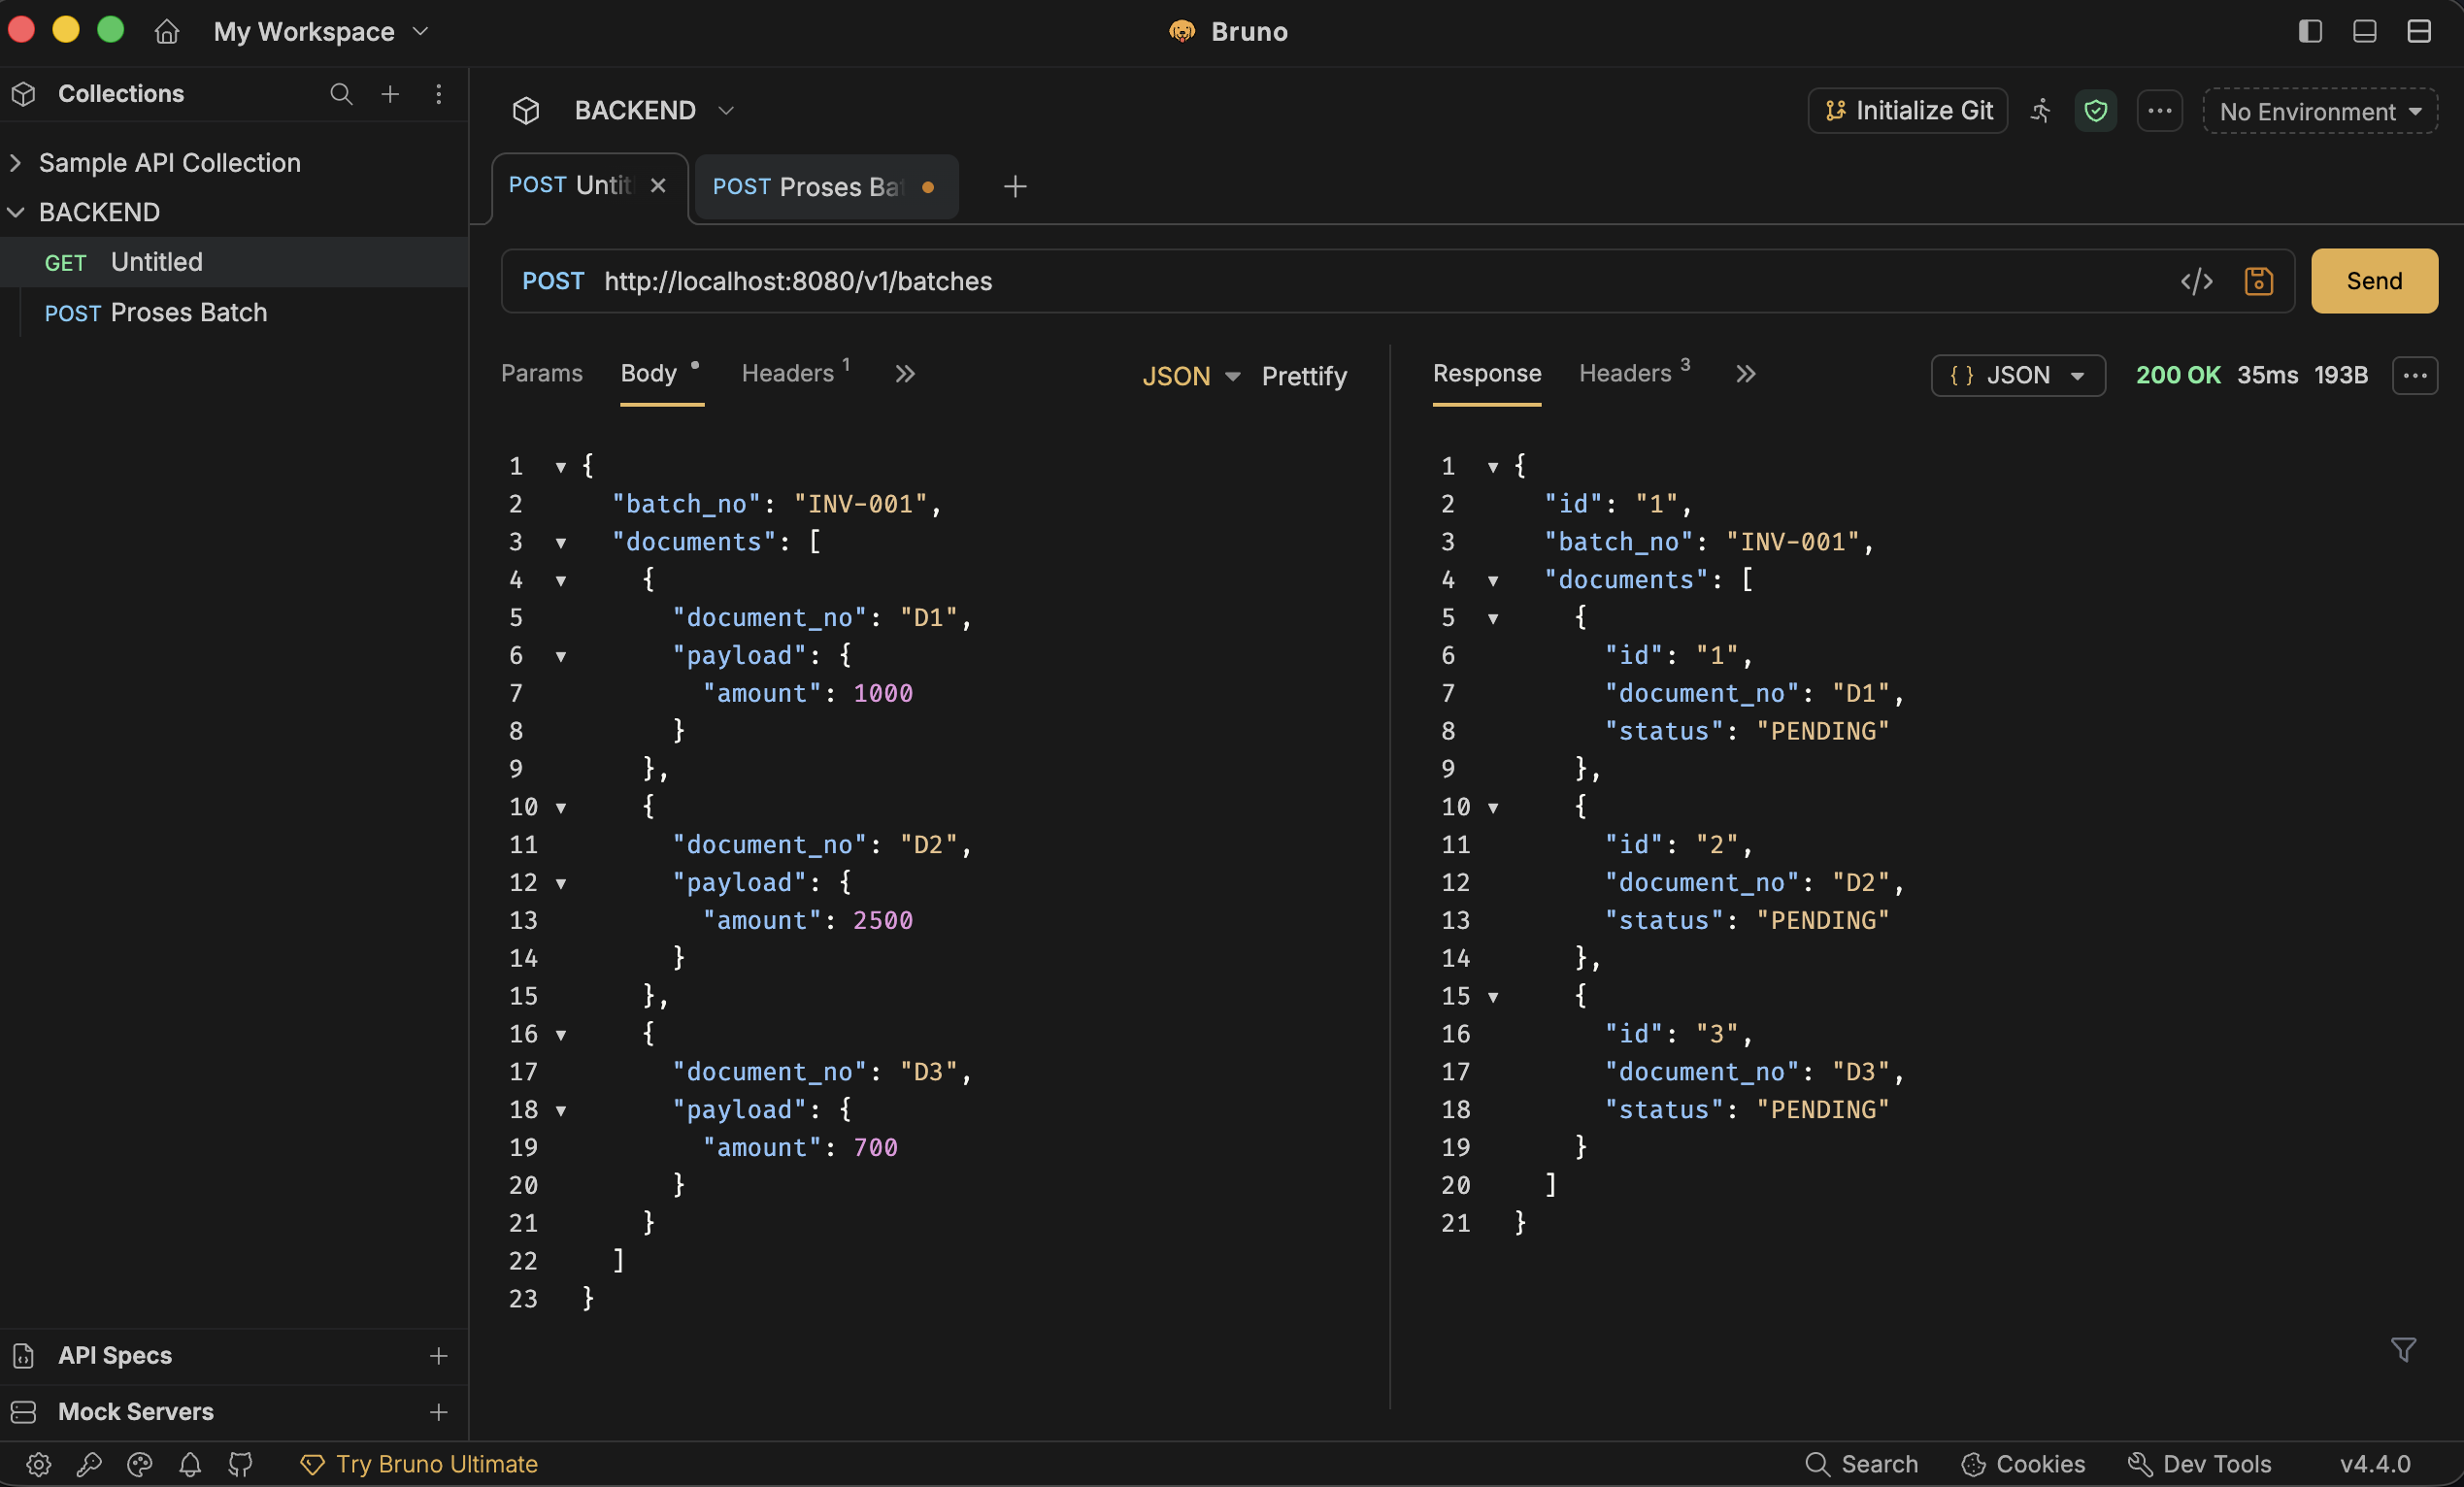 My Workspace
Bruno
Collections
Sample API Collection
BACKEND
GET Untitled
POST Proses Batch
API Specs
Mock Servers
BACKEND
Initialize Git
No Environment
POST Untit
POST Proses Bat
POST http://localhost:8080/v1/batches
Send
Params Body Headers 1
JSON Prettify
1 {
2 "batch_no": "INV-001",
3 "documents": [
4 {
5 "document_no": "D1",
6 "payload": {
7 "amount": 1000
8 }
9 },
10 {
11 "document_no": "D2",
12 "payload": {
13 "amount": 2500
14 }
15 },
16 {
17 "document_no": "D3",
18 "payload": {
19 "amount": 700
20 }
21 }
22 ]
23 }
Response Headers 3
{ } JSON
200 OK 35ms 193B
1 {
2 "id": "1",
3 "batch_no": "INV-001",
4 "documents": [
5 {
6 "id": "1",
7 "document_no": "D1",
8 "status": "PENDING"
9 },
10 {
11 "id": "2",
12 "document_no": "D2",
13 "status": "PENDING"
14 },
15 {
16 "id": "3",
17 "document_no": "D3",
18 "status": "PENDING"
19 }
20 ]
21 }
Try Bruno Ultimate
Search
Cookies
Dev Tools
v4.4.0